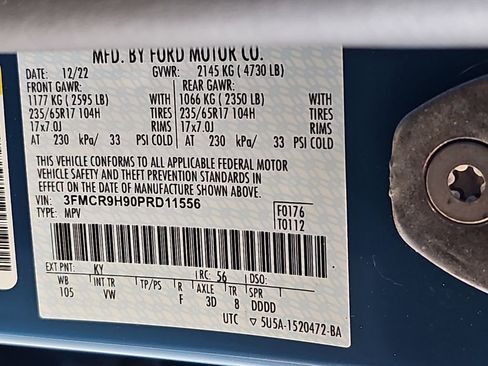 MFD. BY FORD MOTOR CO.
DATE: 12/22 GVWR: 2145 KG ( 4730 LB)
FRONT GAWR: REAR GAWR:
1177 KG ( 2595 LB) WITH 1066 KG ( 2350 LB) WITH
235/65R17 104H TIRES 235/65R17 104H TIRES
17x7.0J RIMS 17x7.0J RIMS
AT 230 kPa/ 33 PSI COLD AT 230 kPa/ 33 PSI COLD
THIS VEHICLE CONFORMS TO ALL APPLICABLE FEDERAL MOTOR
VEHICLE SAFETY AND THEFT PREVENTION STANDARDS IN
EFFECT ON THE DATE OF MANUFACTURE SHOWN ABOVE.
VIN: 3FMCR9H90PRD11556 F0176
TYPE: MPV T0112
EXT PNT: KY RC: 56 DSO:
WB INT TR TP/PS R AXLE TR SPR
105 VW F 3D 8 DDDD
UTC ▽ 5U5A-1520472-BA